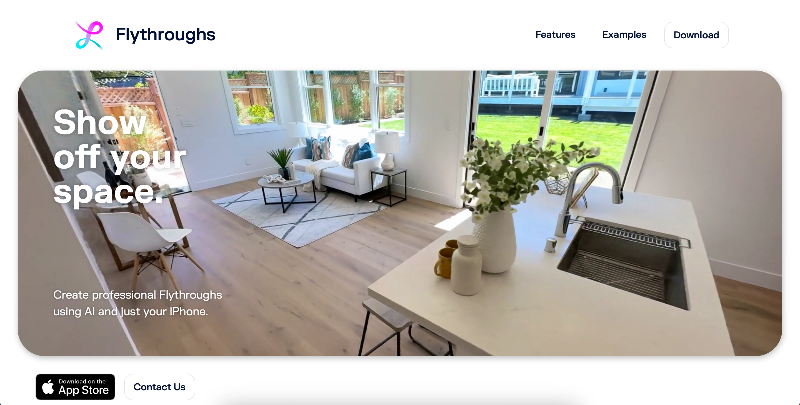 Flythroughs
Features
Examples
Download
Show
off your
space.
Create professional Flythroughs
using AI and just your iPhone.
Download on the
App Store
Contact Us